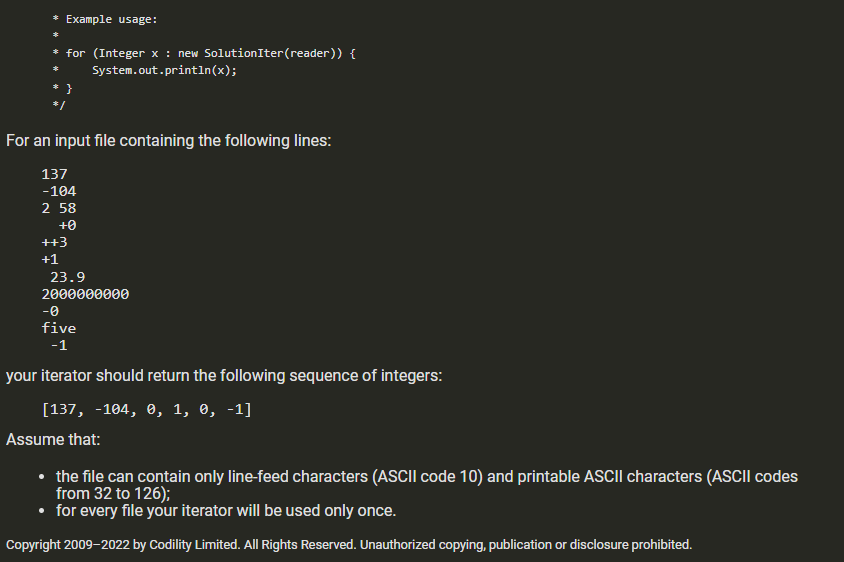 * Example usage:
*
* for (Integer x : new SolutionIter(reader)) {
*     System.out.println(x);
* }
*/
For an input file containing the following lines:
137
-104
2 58
  +0
++3
+1
 23.9
2000000000
-0
five
 -1
your iterator should return the following sequence of integers:
[137, -104, 0, 1, 0, -1]
Assume that:
• the file can contain only line-feed characters (ASCII code 10) and printable ASCII characters (ASCII codes
from 32 to 126);
• for every file your iterator will be used only once.
Copyright 2009–2022 by Codility Limited. All Rights Reserved. Unauthorized copying, publication or disclosure prohibited.